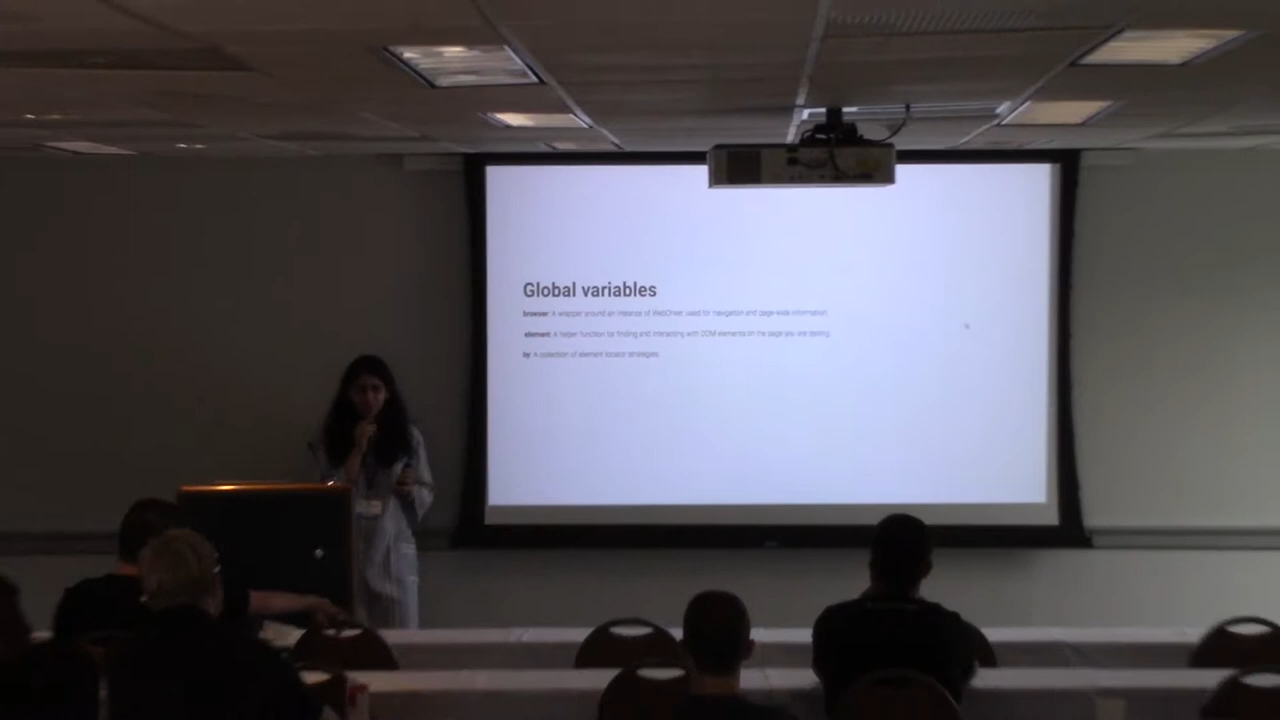 Global variables
browser: A wrapper around an instance of WebDriver, used for navigation and page-wide information.
element: A helper function for finding and interacting with DOM elements on the page you are testing.
by: A collection of element locator strategies.